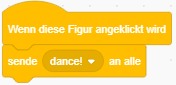 Wenn diese Figur angeklickt wird
sende dance! an alle